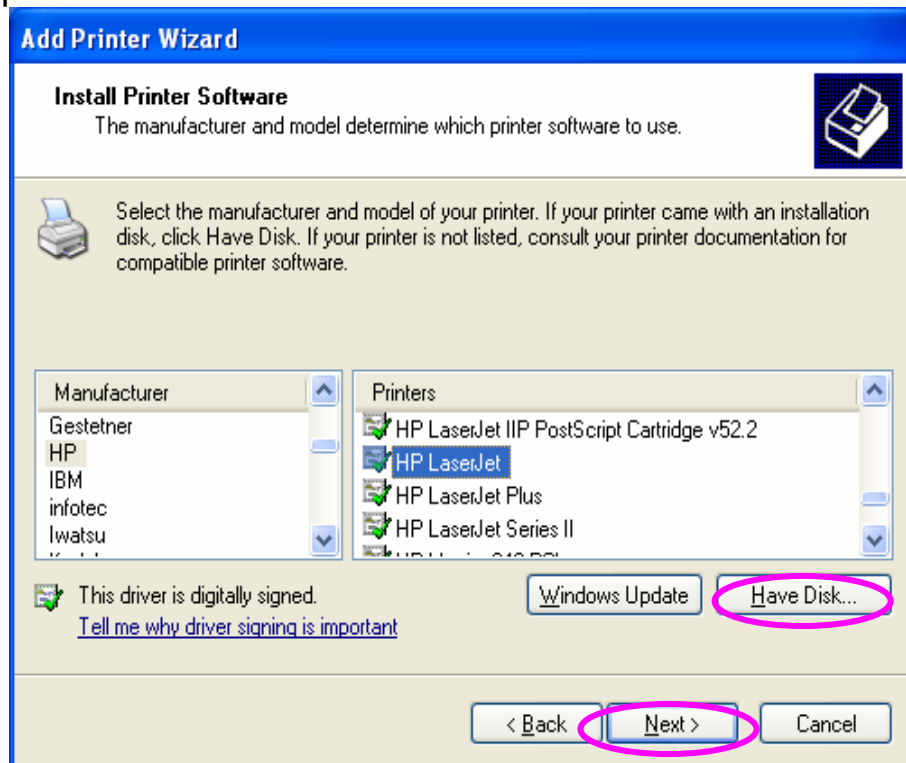 Add Printer Wizard
Install Printer Software
The manufacturer and model determine which printer software to use.
Select the manufacturer and model of your printer. If your printer came with an installation
disk, click Have Disk. If your printer is not listed, consult your printer documentation for
compatible printer software.
Manufacturer
Gestetner
HP
IBM
infotec
Iwatsu
Printers
HP LaserJet IIP PostScript Cartridge v52.2
HP LaserJet
HP LaserJet Plus
HP LaserJet Series II
This driver is digitally signed.
Tell me why driver signing is important
Windows Update
Have Disk...
< Back
Next >
Cancel